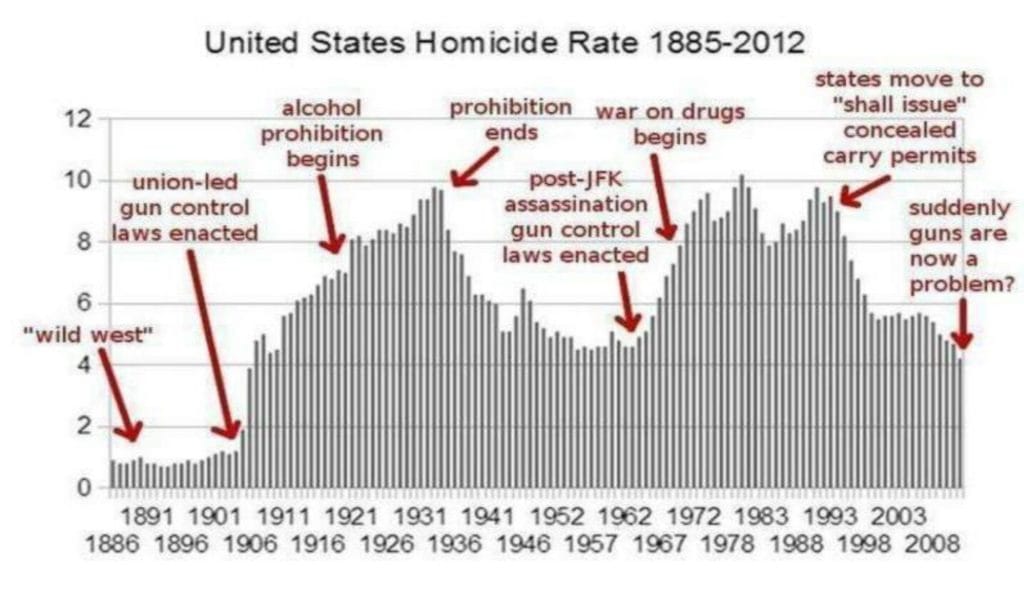 United States Homicide Rate 1885-2012
states move to
"shall issue"
concealed
carry permits
alcohol
prohibition
begins
prohibition
ends
war on drugs
begins
union-led
gun control
laws enacted
post-JFK
assassination
gun control
laws enacted
suddenly
guns are
now a
problem?
"wild west"
12
10
8
6
4
2
0
1891 1901 1911 1921 1931 1941 1952 1962 1972 1983 1993 2003
1886 1896 1906 1916 1926 1936 1946 1957 1967 1978 1988 1998 2008